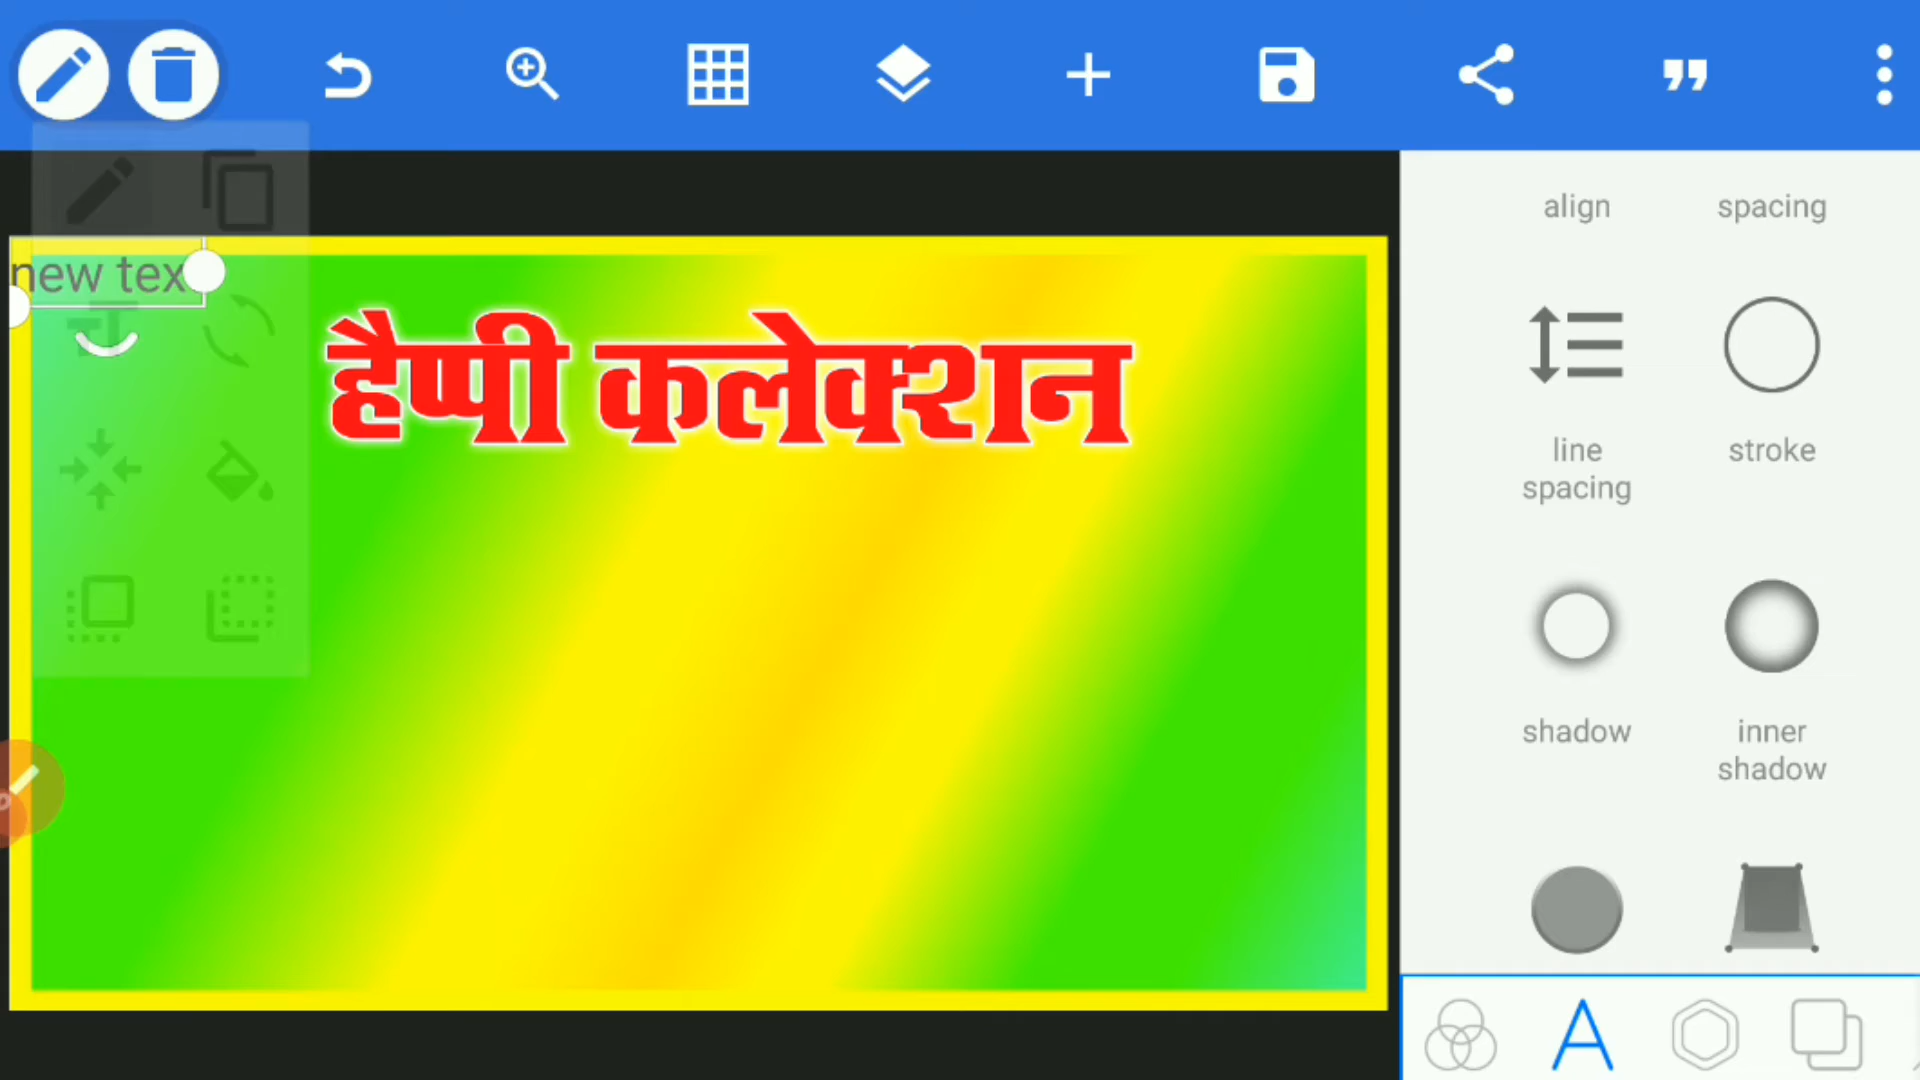 new tex
हैप्पी कलेक्शन
align
spacing
line
spacing
stroke
shadow
inner
shadow